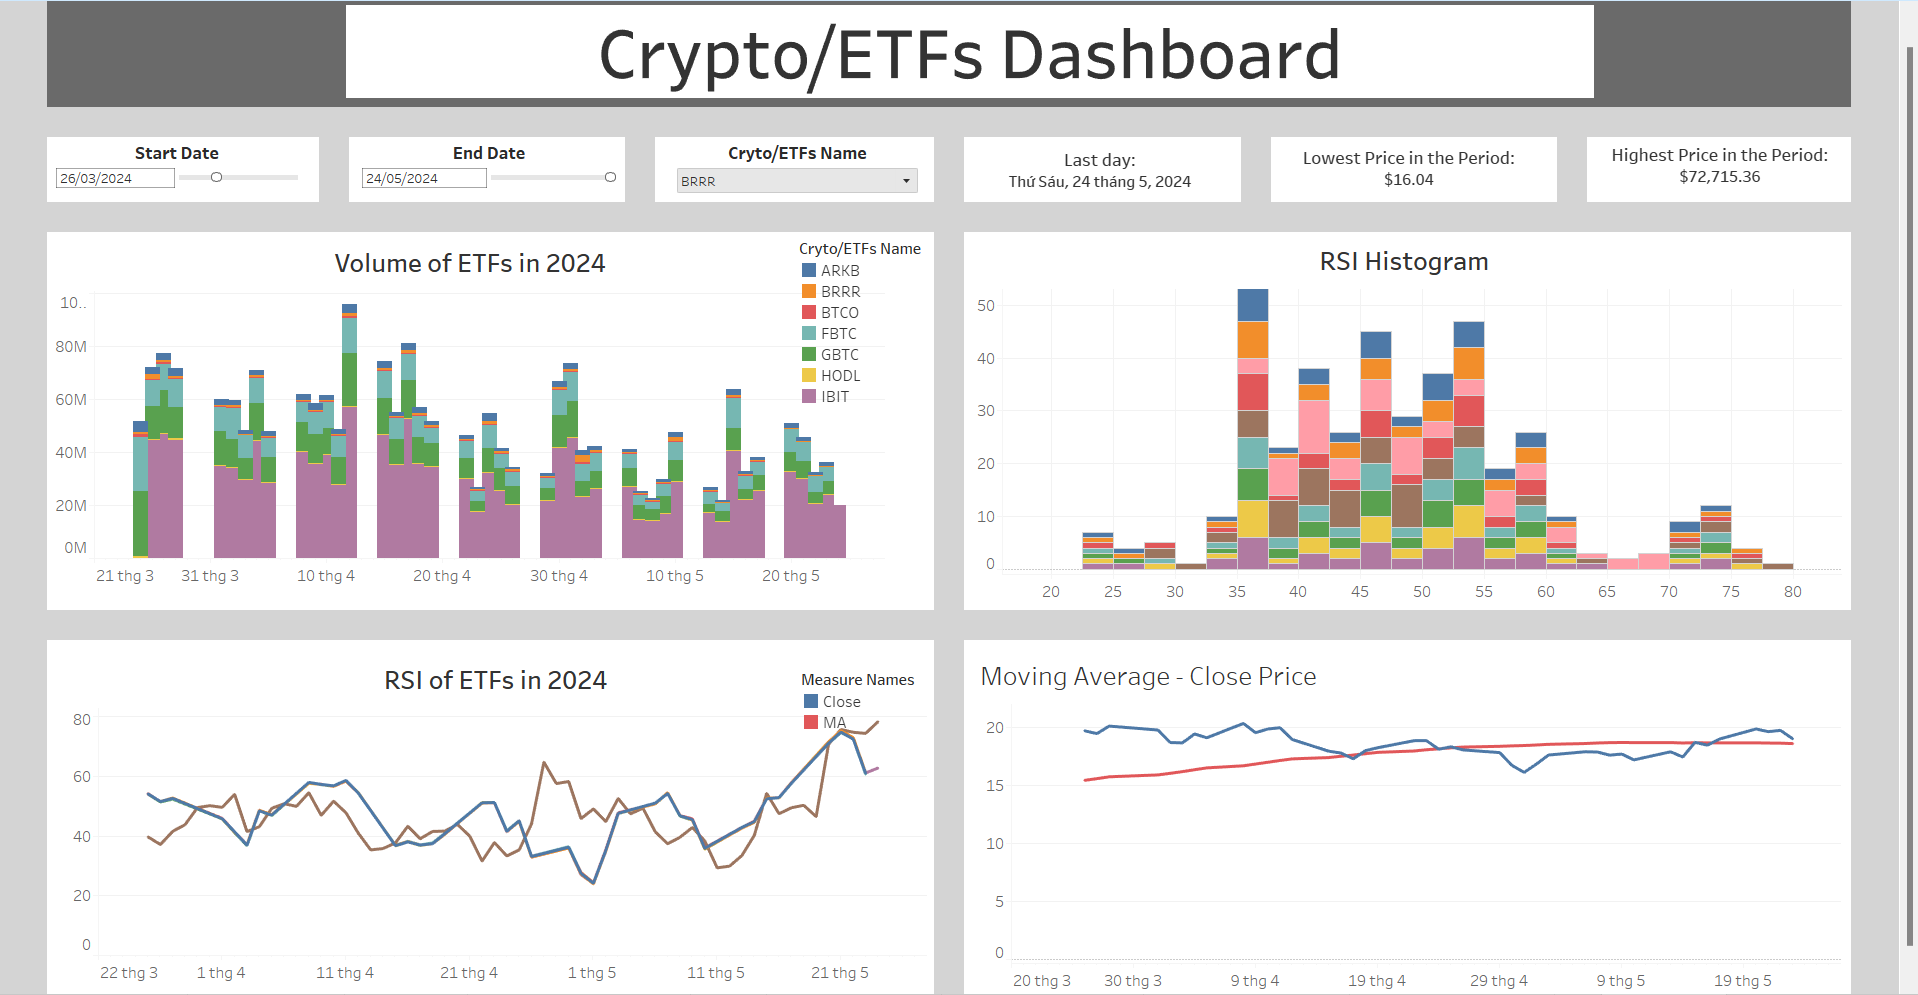 Crypto/ETFs Dashboard
Start Date
26/03/2024
End Date
24/05/2024
Cryto/ETFs Name
BRRR
Last day:
Thứ Sáu, 24 tháng 5, 2024
Lowest Price in the Period:
$16.04
Highest Price in the Period:
$72,715.36
Volume of ETFs in 2024
Cryto/ETFs Name
ARKB
BRRR
BTCO
FBTC
GBTC
HODL
IBIT
10..
80M
60M
40M
20M
0M
21 thg 3 31 thg 3 10 thg 4 20 thg 4 30 thg 4 10 thg 5 20 thg 5
RSI Histogram
50
40
30
20
10
0
20 25 30 35 40 45 50 55 60 65 70 75 80
RSI of ETFs in 2024
Measure Names
Close
MA
80
60
40
20
0
22 thg 3 1 thg 4 11 thg 4 21 thg 4 1 thg 5 11 thg 5 21 thg 5
Moving Average - Close Price
20
15
10
5
0
20 thg 3 30 thg 3 9 thg 4 19 thg 4 29 thg 4 9 thg 5 19 thg 5